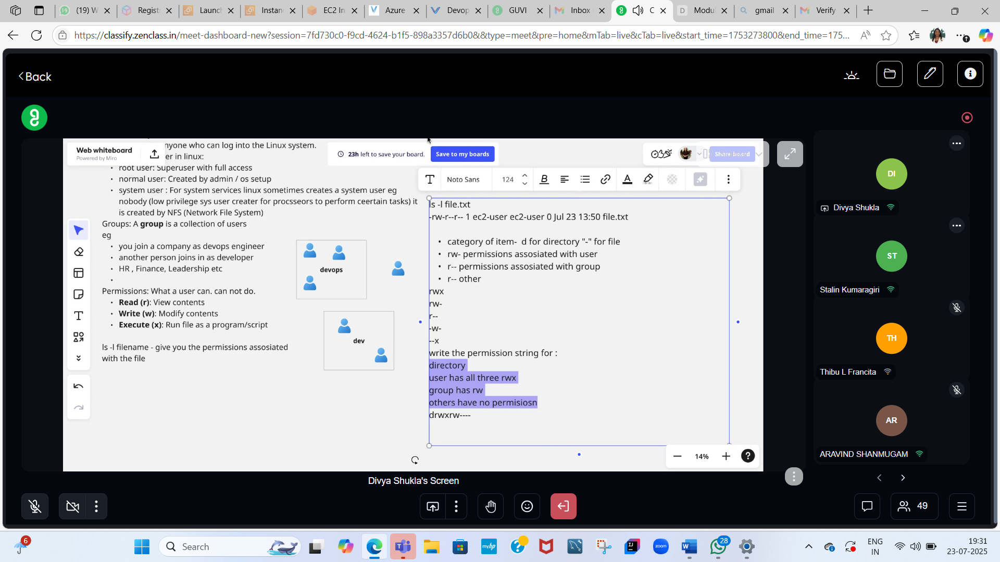 (19) W
Regist
Launc
Instan
EC2 In
Azure
Devop
GUVI
Inbox
C
Modul
gmail
Verify
https://classify.zenclass.in/meet-dashboard-new?session=7fd730c0-f9cd-4624-b1f5-898a3357d6b0&&type=meet&pre=home&mTab=live&cTab=live&start_time=1753273800&end_time=175...
Back
Web whiteboard
Powered by Miro
23h left to save your board.
Save to my boards
Share board
nyone who can log into the Linux system.
er in linux:
• root user: Superuser with full access
• normal user: Created by admin / os setup
• system user : For system services linux sometimes creates a system user eg
nobody (low privilege sys user creater for procsseors to perform ceertain tasks) it
is created by NFS (Network File System)
Groups: A group is a collection of users
eg
• you join a company as devops engineer
• another person joins in as developer
• HR , Finance, Leadership etc
•
Permissions: What a user can. can not do.
• Read (r): View contents
• Write (w): Modify contents
• Execute (x): Run file as a program/script
ls -l filename - give you the permissions assosiated
with the file
devops
dev
Noto Sans
124
ls -l file.txt
-rw-r--r-- 1 ec2-user ec2-user 0 Jul 23 13:50 file.txt
• category of item- d for directory "-" for file
• rw- permissions assosiated with user
• r-- permissions assosiated with group
• r-- other
rwx
rw-
r--
-w-
--x
write the permission string for :
directory
user has all three rwx
group has rw
others have no permisiosn
drwxrw----
14%
DI
Divya Shukla
ST
Stalin Kumaragiri
TH
Thibu L Francita
AR
ARAVIND SHANMUGAM
Divya Shukla's Screen
49
6
Search
myhp
zoom
28
ENG
IN
19:31
23-07-2025